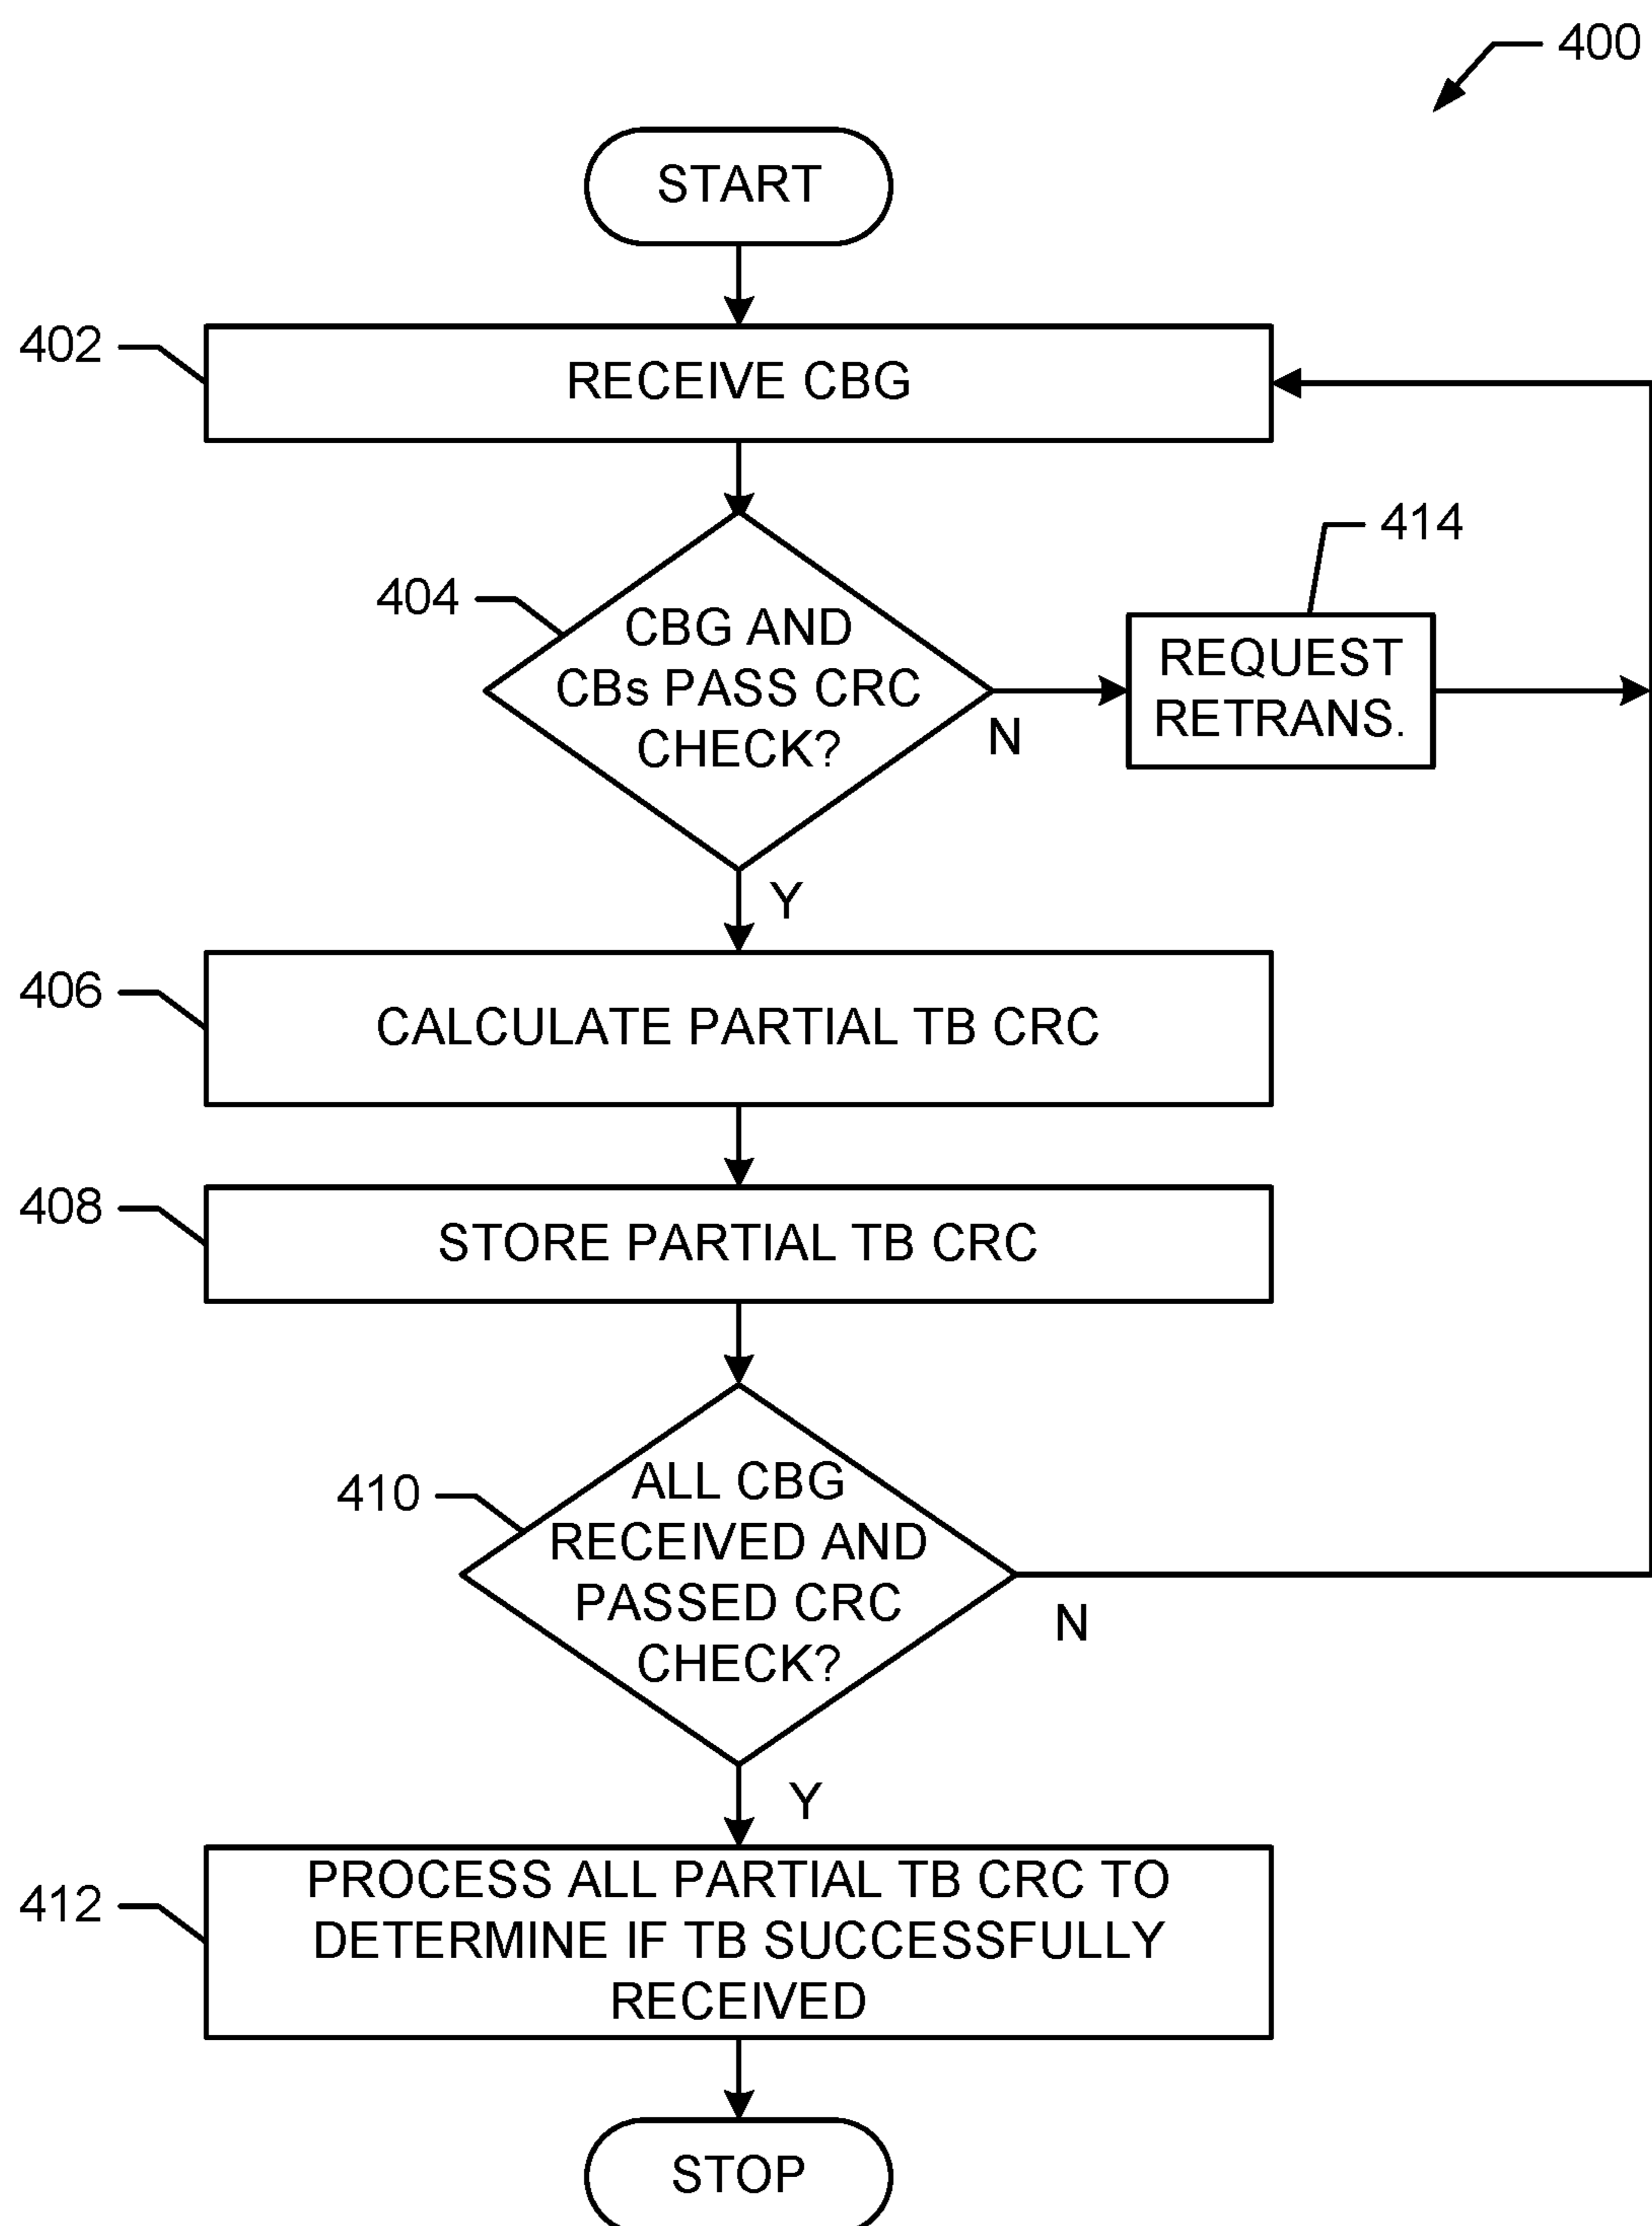 400
START
402
RECEIVE CBG
414
404
CBG AND
CBs PASS CRC
CHECK?
N
REQUEST
RETRANS.
Y
406
CALCULATE PARTIAL TB CRC
408
STORE PARTIAL TB CRC
410
ALL CBG
RECEIVED AND
PASSED CRC
CHECK?
N
Y
412
PROCESS ALL PARTIAL TB CRC TO
DETERMINE IF TB SUCCESSFULLY
RECEIVED
STOP